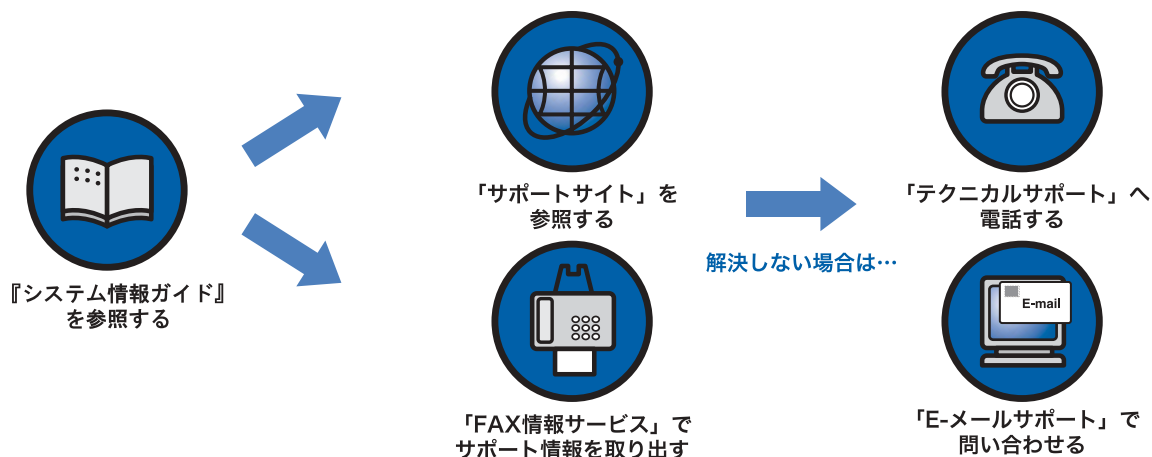 『システム情報ガイド』
を参照する
「サポートサイト」を
参照する
「FAX情報サービス」で
サポート情報を取り出す
解決しない場合は…
「テクニカルサポート」へ
電話する
E-mail
「E-メールサポート」で
問い合わせる